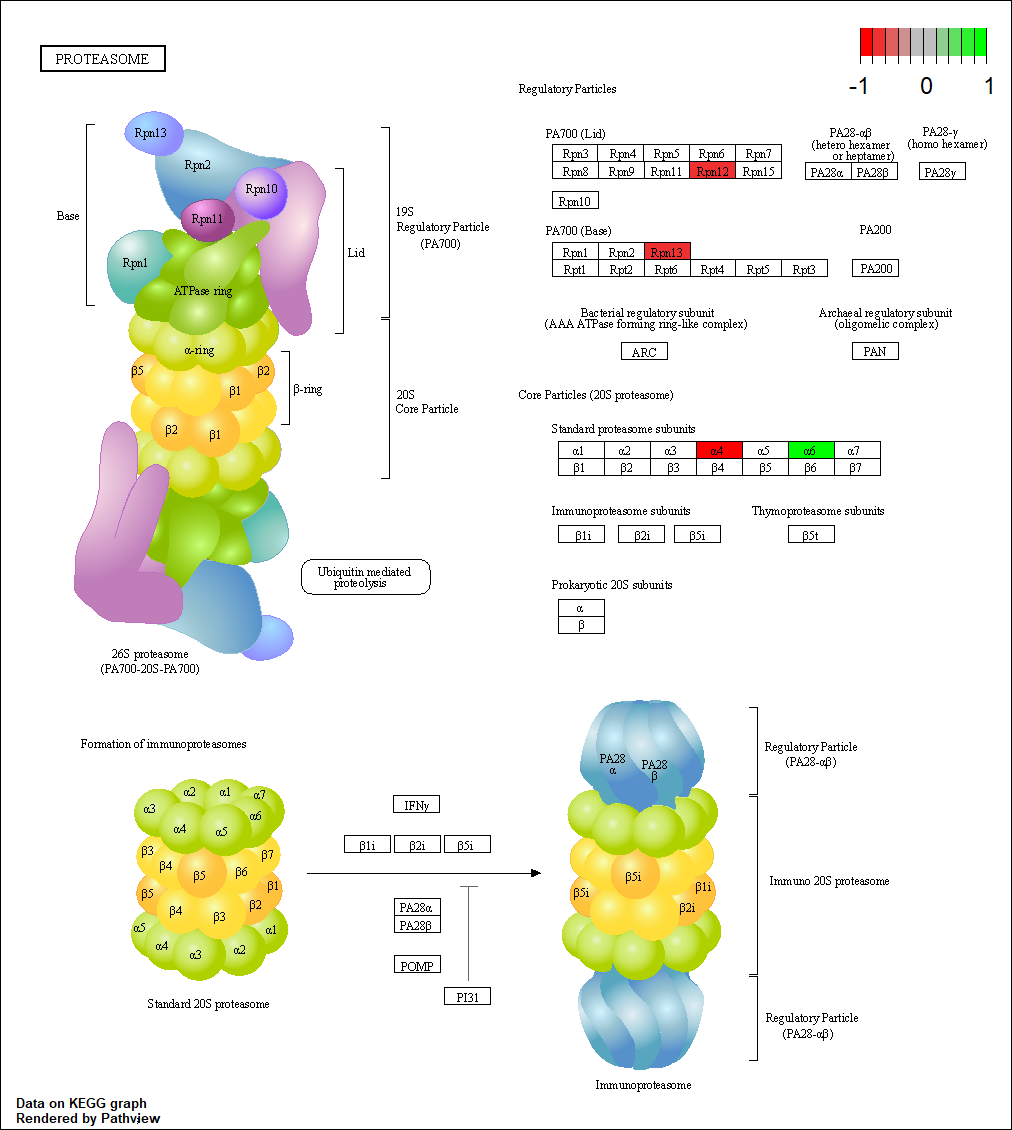 PROTEASOME
-1 0 1
Rpn13
Rpn2
Rpn10
Rpn11
Rpn1
ATPase ring
Base
Lid
19S
Regulatory Particle
(PA700)
α-ring
β5
β2
β1
β-ring
β2
β1
20S
Core Particle
Ubiquitin mediated
proteolysis
26S proteasome
(PA700-20S-PA700)
Regulatory Particles
PA700 (Lid)
Rpn3 Rpn4 Rpn5 Rpn6 Rpn7
Rpn8 Rpn9 Rpn11 Rpn12 Rpn15
Rpn10
PA28-αβ
(hetero hexamer
or heptamer)
PA28α PA28β
PA28-γ
(homo hexamer)
PA28γ
PA700 (Base)
Rpn1 Rpn2 Rpn13
Rpt1 Rpt2 Rpt6 Rpt4 Rpt5 Rpt3
PA200
PA200
Bacterial regulatory subunit
(AAA ATPase forming ring-like complex)
ARC
Archaeal regulatory subunit
(oligomelic complex)
PAN
Core Particles (20S proteasome)
Standard proteasome subunits
α1 α2 α3 α4 α5 α6 α7
β1 β2 β3 β4 β5 β6 β7
Immunoproteasome subunits
β1i β2i β5i
Thymoproteasome subunits
β5t
Prokaryotic 20S subunits
α
β
Formation of immunoproteasomes
α3 α2 α1 α7
α4 α5 α6
β3 β4 β5 β6 β7
β5 β4 β3 β2 β1
α5 α4 α3 α2 α1
Standard 20S proteasome
IFNγ
β1i β2i β5i
PA28α
PA28β
POMP
PI31
PA28
α
PA28
β
β5i
β5i
β1i
β2i
Regulatory Particle
(PA28-αβ)
Immuno 20S proteasome
Regulatory Particle
(PA28-αβ)
Immunoproteasome
Data on KEGG graph
Rendered by Pathview